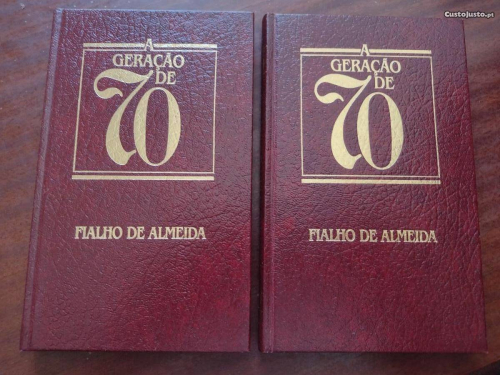 CustoJusto.pt
A
GERAÇÃO
DE
70
FIALHO DE ALMEIDA
A
GERAÇÃO
DE
70
FIALHO DE ALMEIDA